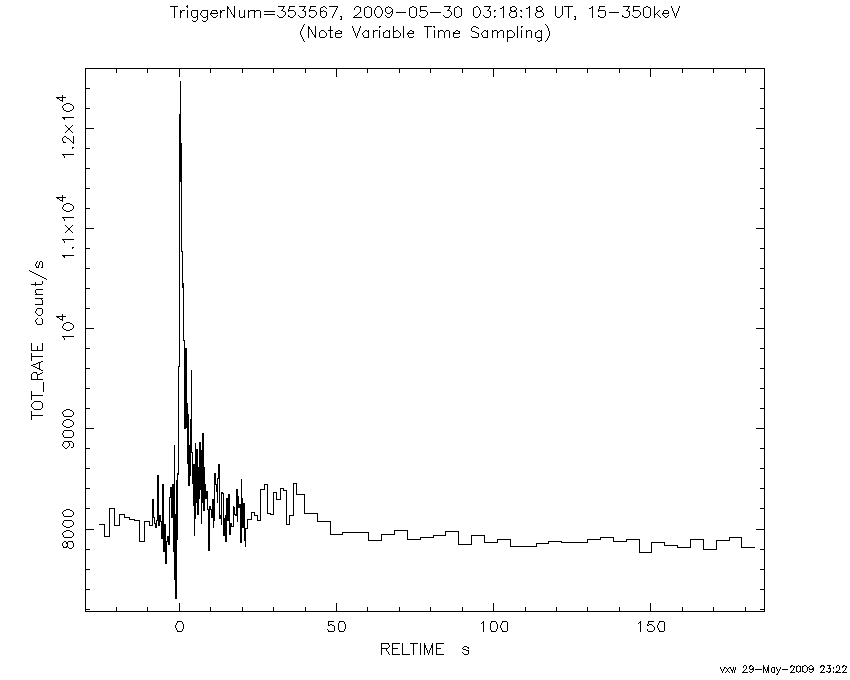 TriggerNum=353567, 2009-05-30 03:18:18 UT, 15-350keV
(Note Variable Time Sampling)
TOT_RATE count/s
1.2×10⁴
1.1×10⁴
10⁴
9000
8000
0 50 100 150
RELTIME s
vxw 29-May-2009 23:22